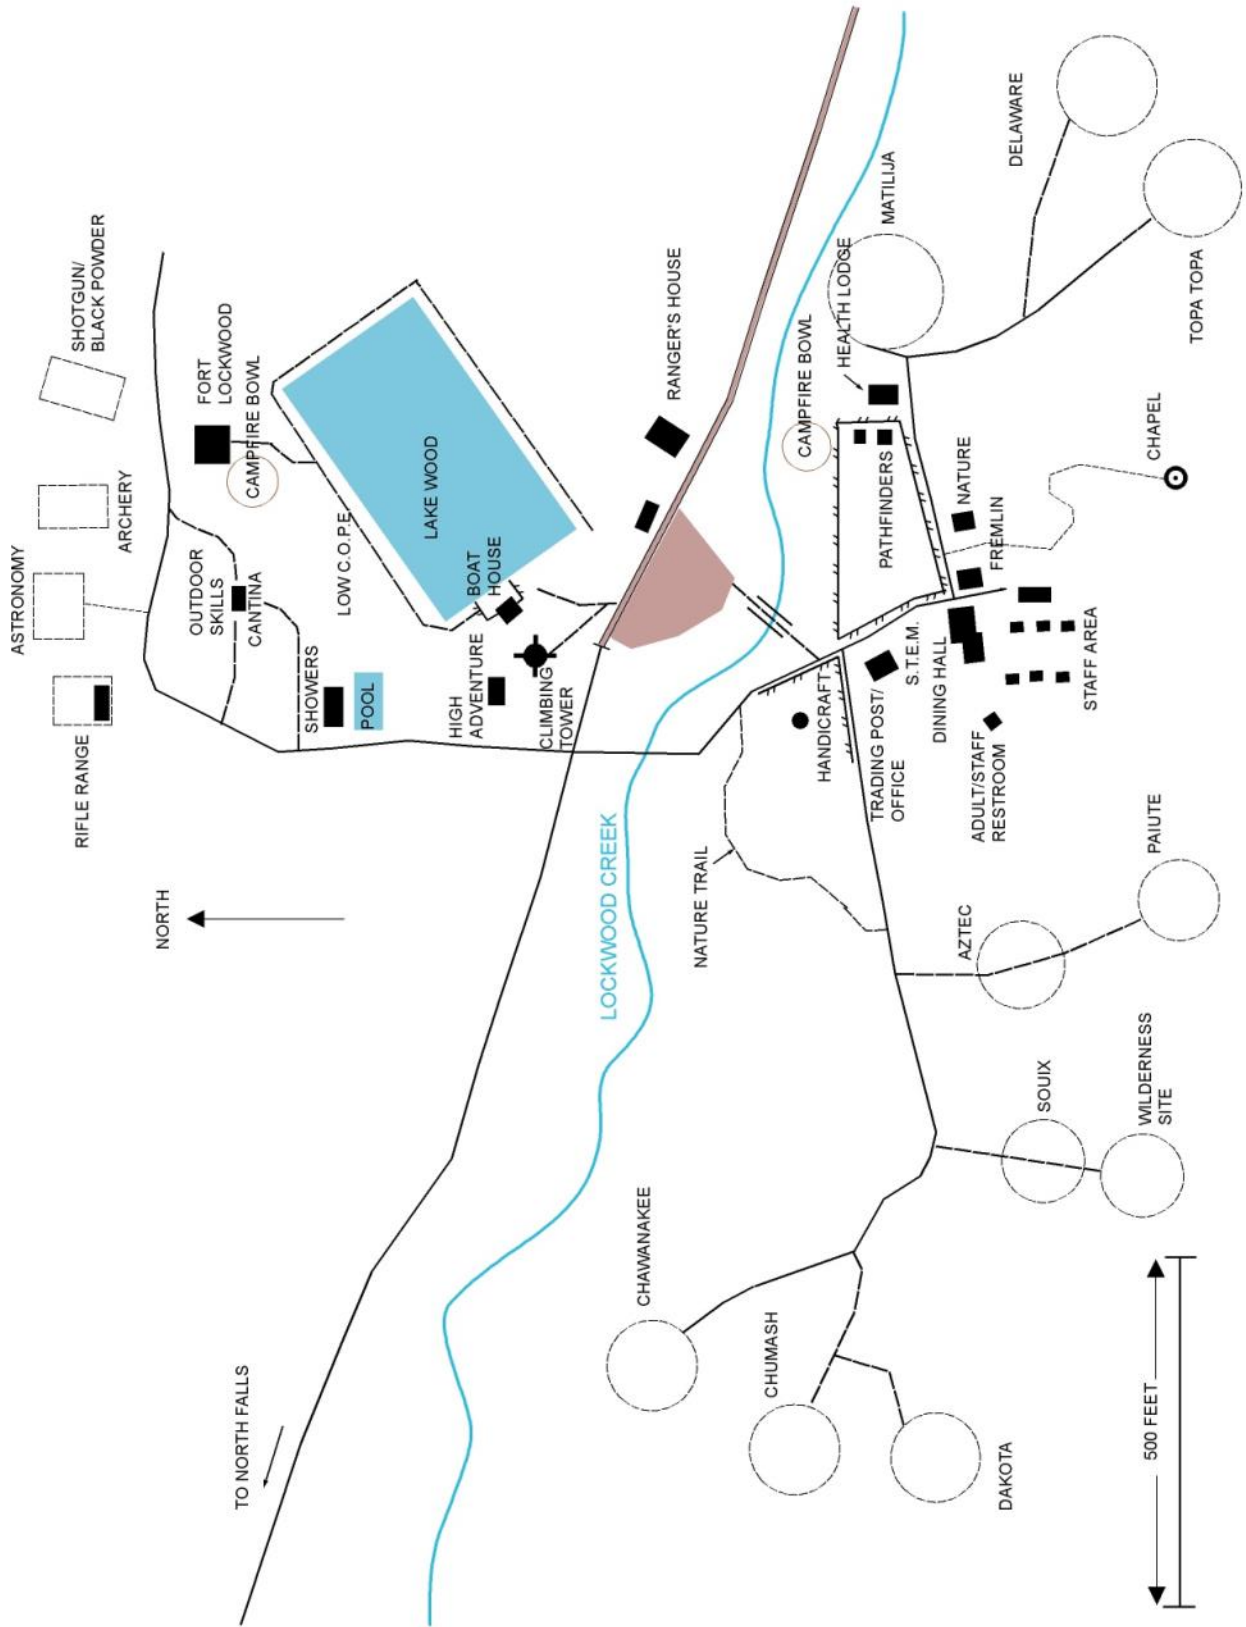 ASTRONOMY
RIFLE RANGE
ARCHERY
SHOTGUN/
BLACK POWDER
OUTDOOR
SKILLS
CANTINA
FORT
LOCKWOOD
CAMPFIRE BOWL
SHOWERS
POOL
LOW C.O.P.E.
LAKE WOOD
BOAT
HOUSE
HIGH
ADVENTURE
CLIMBING
TOWER
RANGER'S HOUSE
NORTH
LOCKWOOD CREEK
TO NORTH FALLS
NATURE TRAIL
HANDICRAFT
TRADING POST/
OFFICE
S.T.E.M.
DINING HALL
ADULT/STAFF
RESTROOM
STAFF AREA
CAMPFIRE BOWL
HEALTH LODGE
MATILIJA
PATHFINDERS
NATURE
FREMLIN
CHAPEL
DELAWARE
TOPA TOPA
AZTEC
PAIUTE
SOUIX
WILDERNESS
SITE
CHAWANAKEE
CHUMASH
DAKOTA
500 FEET